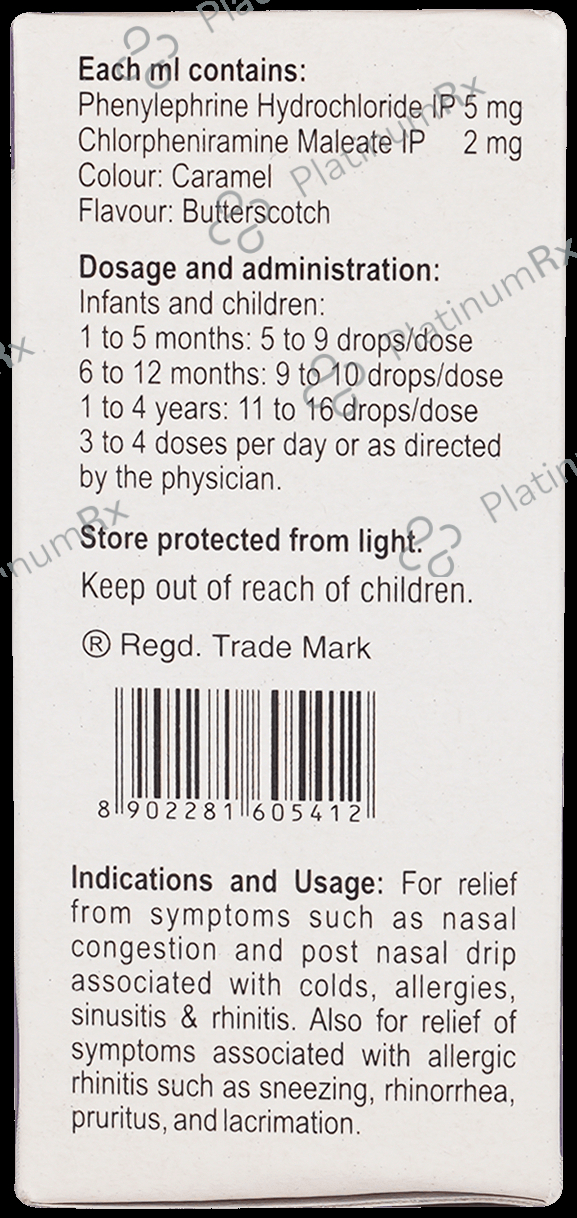 Each ml contains:
Phenylephrine Hydrochloride IP 5 mg
Chlorpheniramine Maleate IP 2 mg
Colour: Caramel
Flavour: Butterscotch
Dosage and administration:
Infants and children:
1 to 5 months: 5 to 9 drops/dose
6 to 12 months: 9 to 10 drops/dose
1 to 4 years: 11 to 16 drops/dose
3 to 4 doses per day or as directed
by the physician.
Store protected from light.
Keep out of reach of children.
® Regd. Trade Mark
8 902281 605412
Indications and Usage: For relief
from symptoms such as nasal
congestion and post nasal drip
associated with colds, allergies,
sinusitis & rhinitis. Also for relief of
symptoms associated with allergic
rhinitis such as sneezing, rhinorrhea,
pruritus, and lacrimation.
PlatinumRx
PlatinumRx